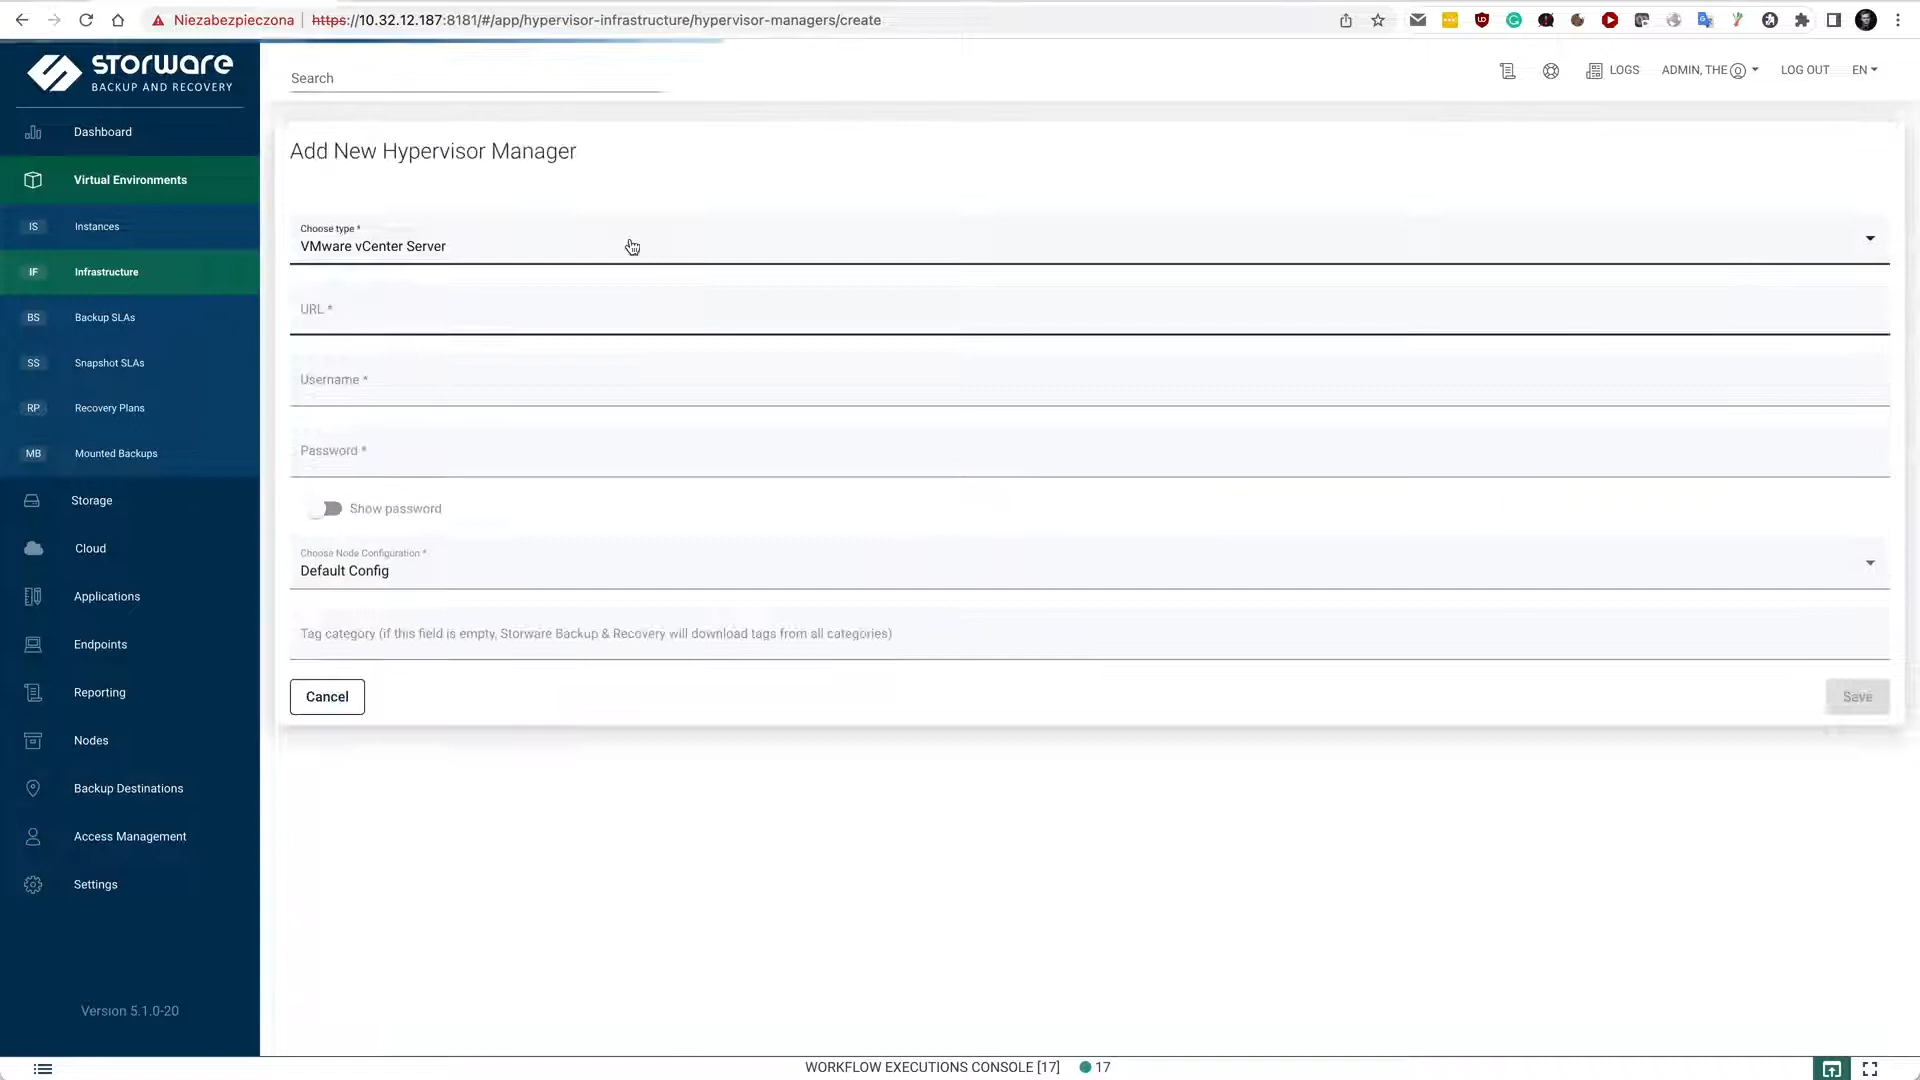 Niezabezpieczona
https://10.32.12.187:8181/#/app/hypervisor-infrastructure/hypervisor-managers/create
STORWARE
BACKUP AND RECOVERY
Search
LOGS
ADMIN, THE
LOG OUT
EN
Dashboard
Virtual Environments
IS Instances
IF Infrastructure
BS Backup SLAs
SS Snapshot SLAs
RP Recovery Plans
MB Mounted Backups
Storage
Cloud
Applications
Endpoints
Reporting
Nodes
Backup Destinations
Access Management
Settings
Version 5.1.0-20
Add New Hypervisor Manager
Choose type *
VMware vCenter Server
URL *
Username *
Password *
Show password
Choose Node Configuration *
Default Config
Tag category (if this field is empty, Storware Backup & Recovery will download tags from all categories)
Cancel
Save
WORKFLOW EXECUTIONS CONSOLE [17] 17